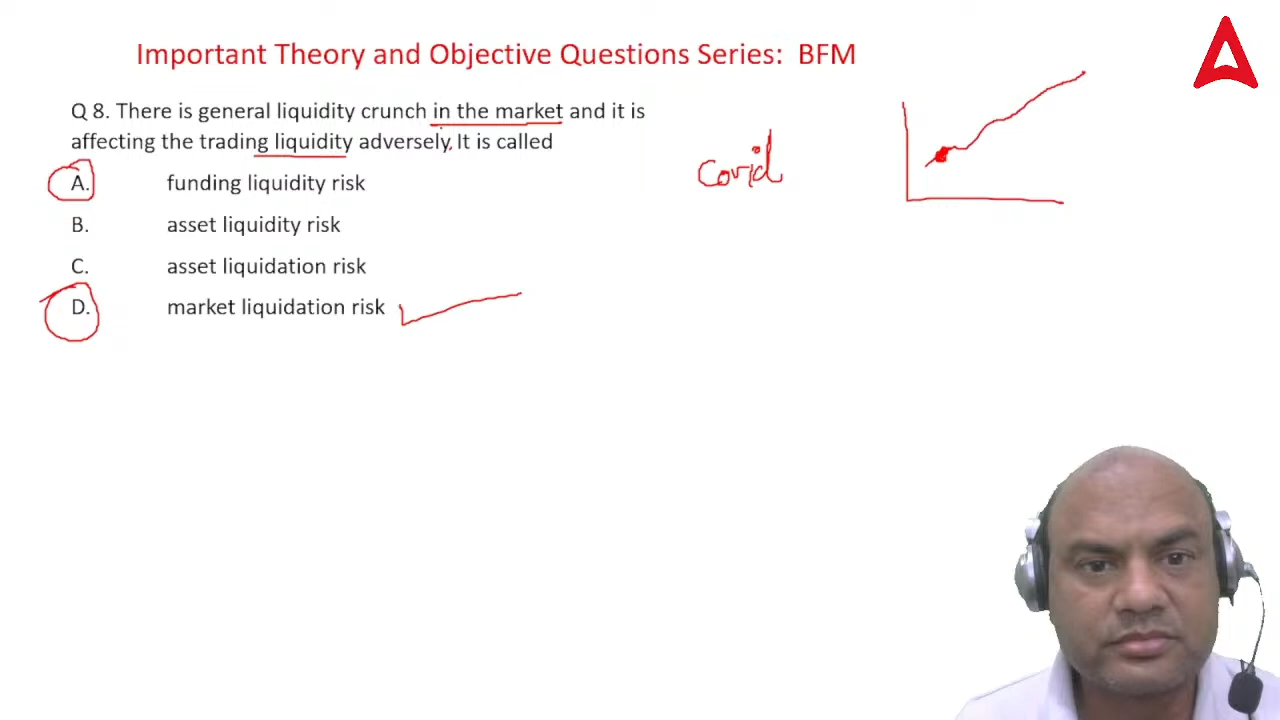 Important Theory and Objective Questions Series: BFM
Q 8. There is general liquidity crunch in the market and it is
affecting the trading liquidity adversely. It is called
A. funding liquidity risk
B. asset liquidity risk
C. asset liquidation risk
D. market liquidation risk
Covid